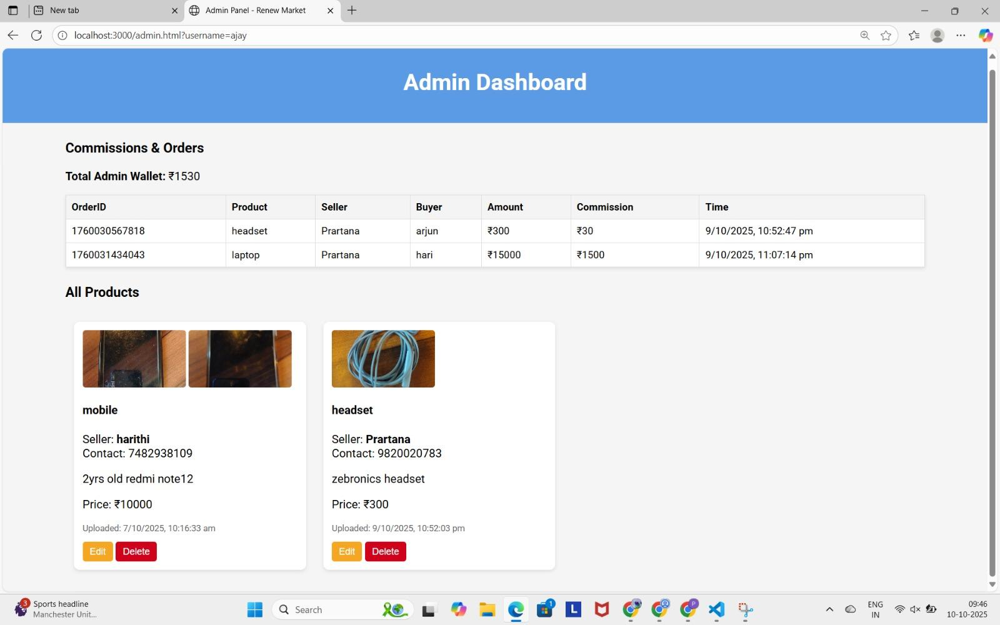 New tab
Admin Panel - Renew Market
localhost:3000/admin.html?username=ajay
Admin Dashboard
Commissions & Orders
Total Admin Wallet: ₹1530
OrderID Product Seller Buyer Amount Commission Time
1760030567818 headset Prartana arjun ₹300 ₹30 9/10/2025, 10:52:47 pm
1760031434043 laptop Prartana hari ₹15000 ₹1500 9/10/2025, 11:07:14 pm
All Products
mobile
Seller: harithi
Contact: 7482938109
2yrs old redmi note12
Price: ₹10000
Uploaded: 7/10/2025, 10:16:33 am
Edit Delete
headset
Seller: Prartana
Contact: 9820020783
zebronics headset
Price: ₹300
Uploaded: 9/10/2025, 10:52:03 pm
Edit Delete
3
Sports headline
Manchester Unit...
Search
1
L
P
ENG
IN
09:46
10-10-2025